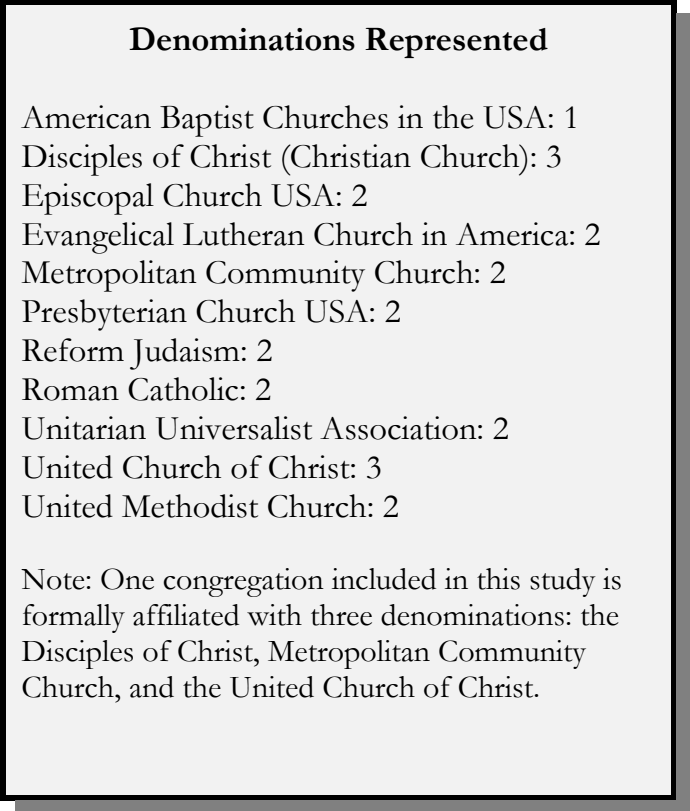 Denominations Represented
American Baptist Churches in the USA: 1
Disciples of Christ (Christian Church): 3
Episcopal Church USA: 2
Evangelical Lutheran Church in America: 2
Metropolitan Community Church: 2
Presbyterian Church USA: 2
Reform Judaism: 2
Roman Catholic: 2
Unitarian Universalist Association: 2
United Church of Christ: 3
United Methodist Church: 2
Note: One congregation included in this study is
formally affiliated with three denominations: the
Disciples of Christ, Metropolitan Community
Church, and the United Church of Christ.